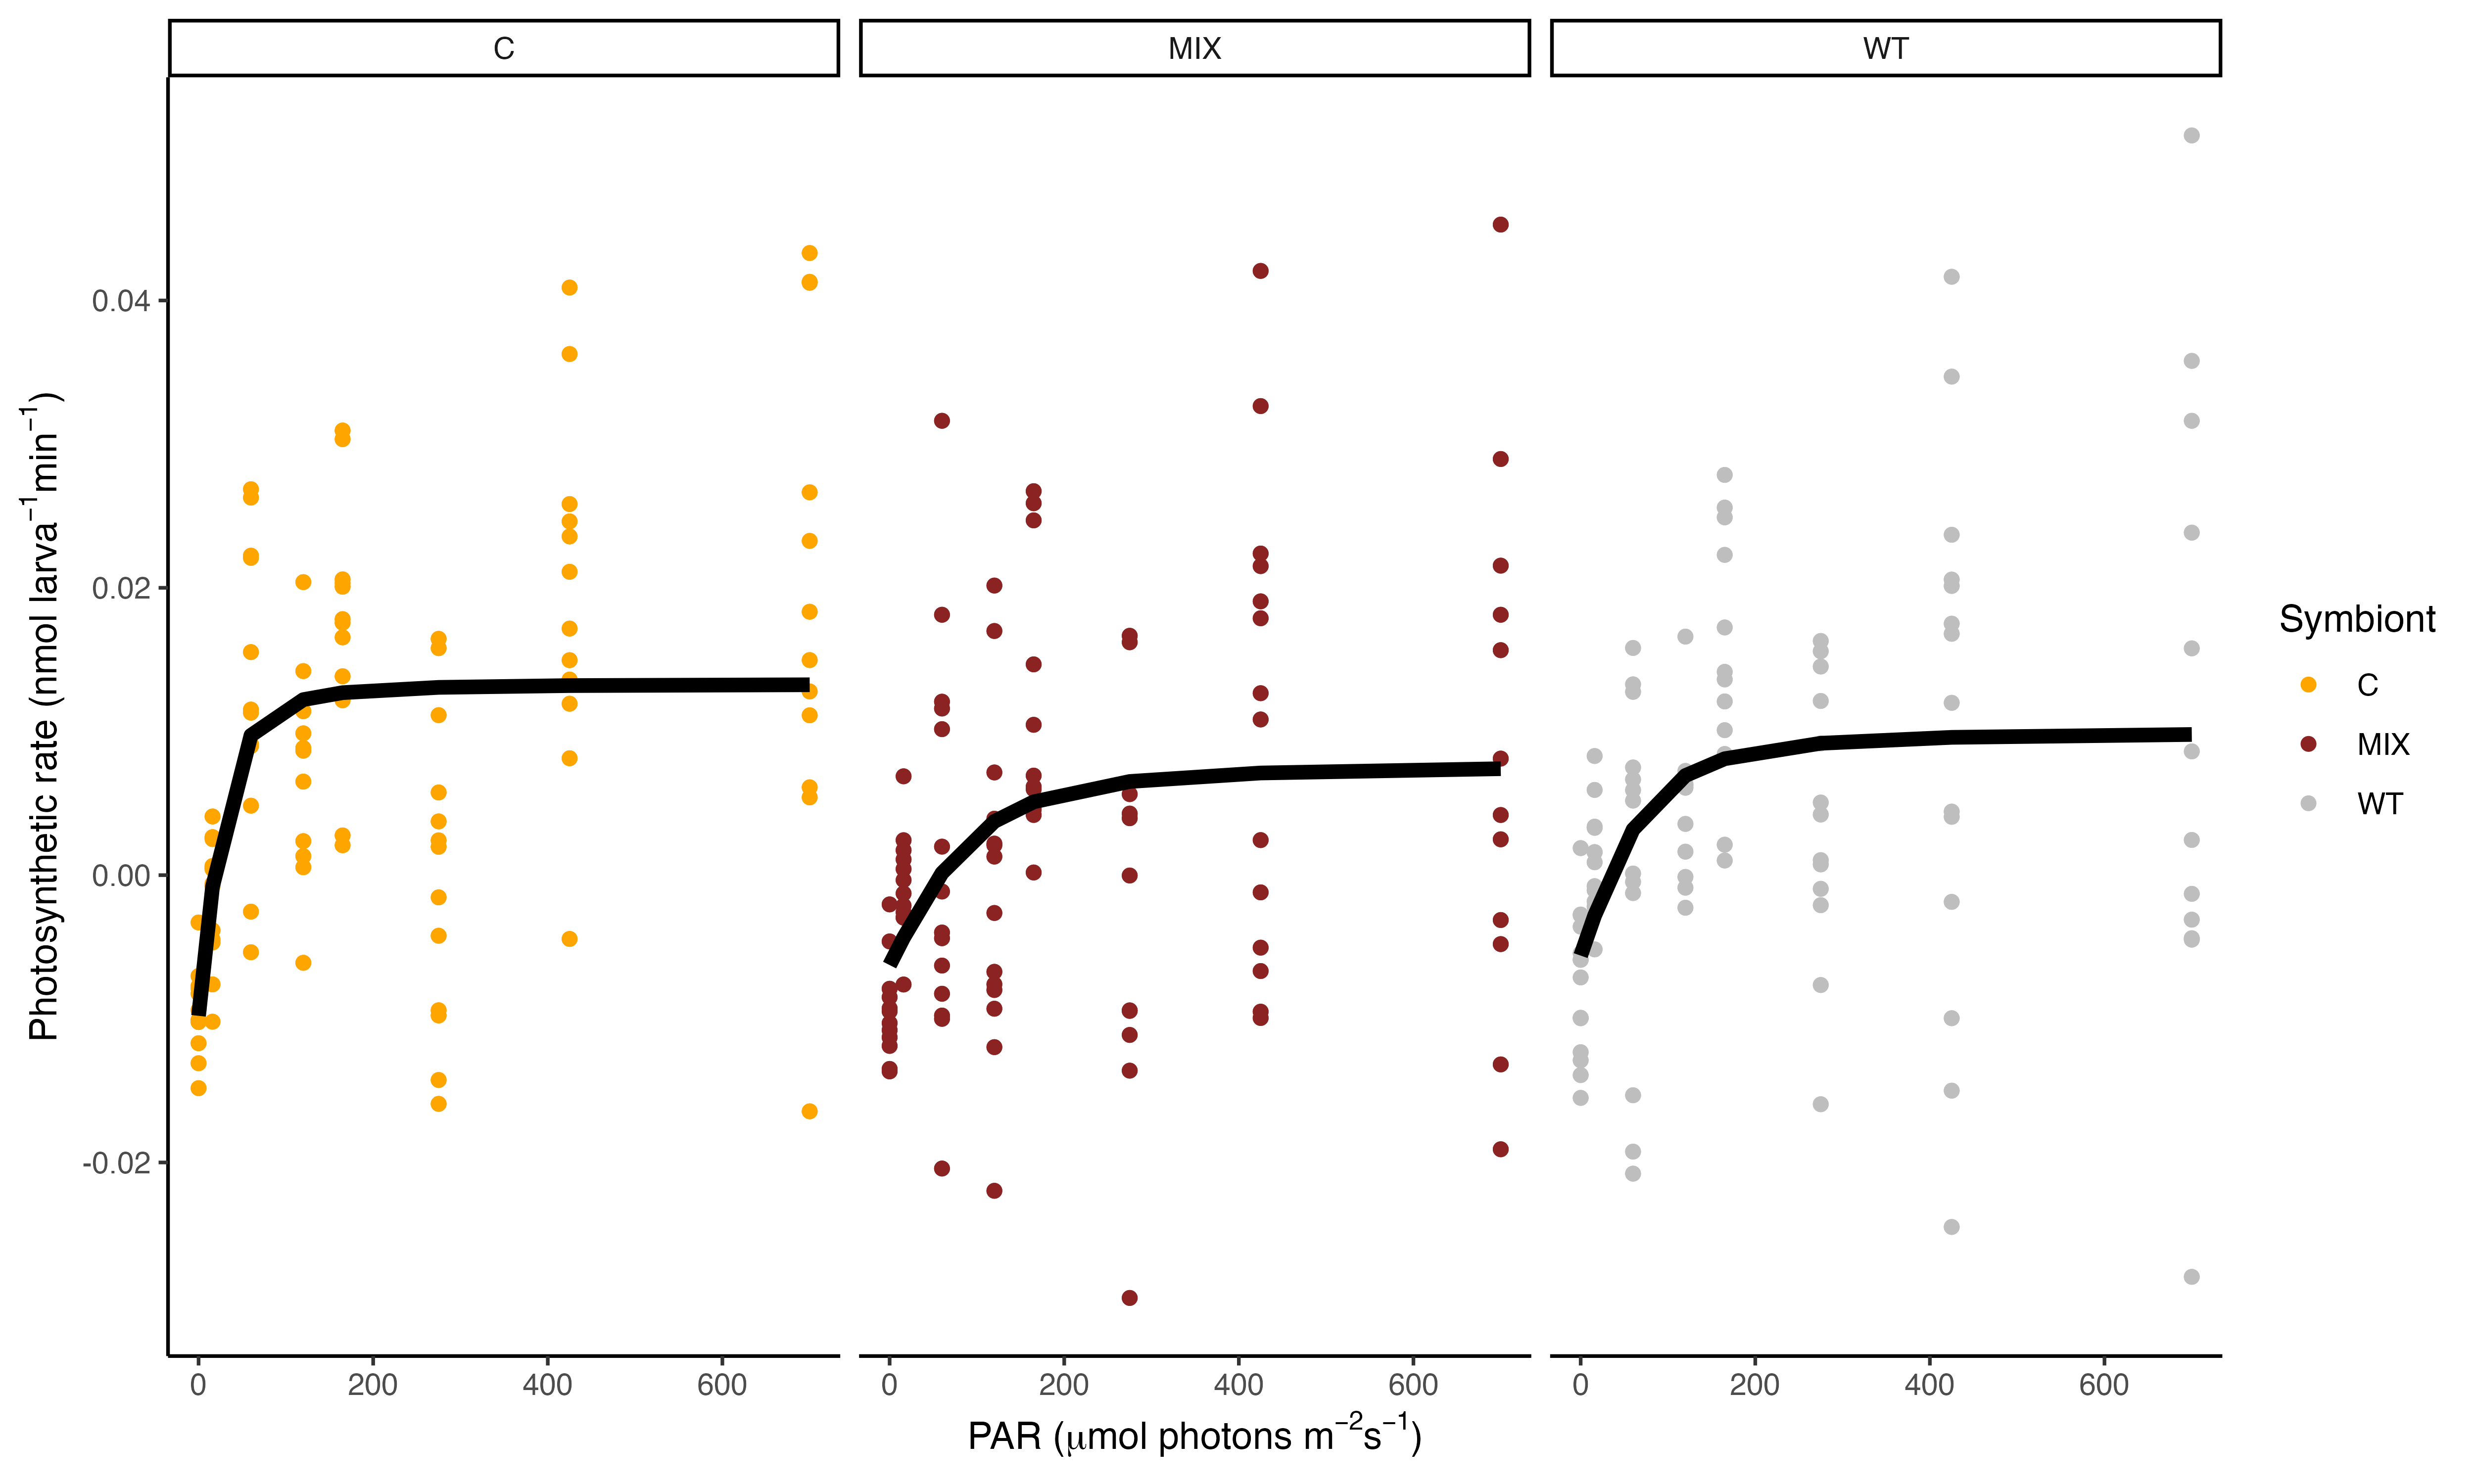 C MIX WT
Photosynthetic rate (nmol larva⁻¹min⁻¹)
0.04
0.02
0.00
-0.02
0 200 400 600 0 200 400 600 0 200 400 600
PAR (μmol photons m⁻²s⁻¹)
Symbiont
C
MIX
WT